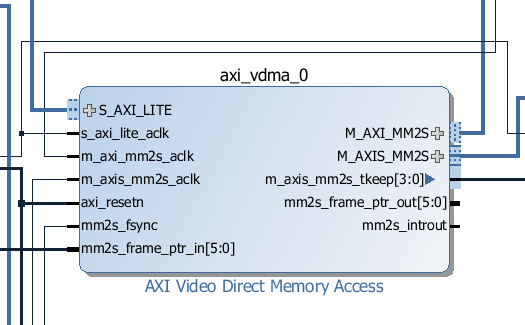 axi_vdma_0
S_AXI_LITE
s_axi_lite_aclk
M_AXI_MM2S
m_axi_mm2s_aclk
M_AXIS_MM2S
m_axis_mm2s_aclk
m_axis_mm2s_tkeep[3:0]
axi_resetn
mm2s_frame_ptr_out[5:0]
mm2s_fsync
mm2s_introut
mm2s_frame_ptr_in[5:0]
AXI Video Direct Memory Access